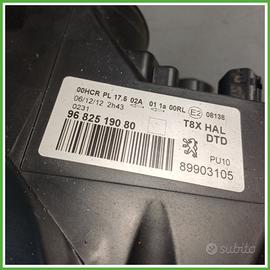 00HCR PL 17.5 02A 01 1a 00RL E2 08138
06/12/12 2h43
0231
96 825 190 80
T8X HAL
DTD
PU10
89903105
subito